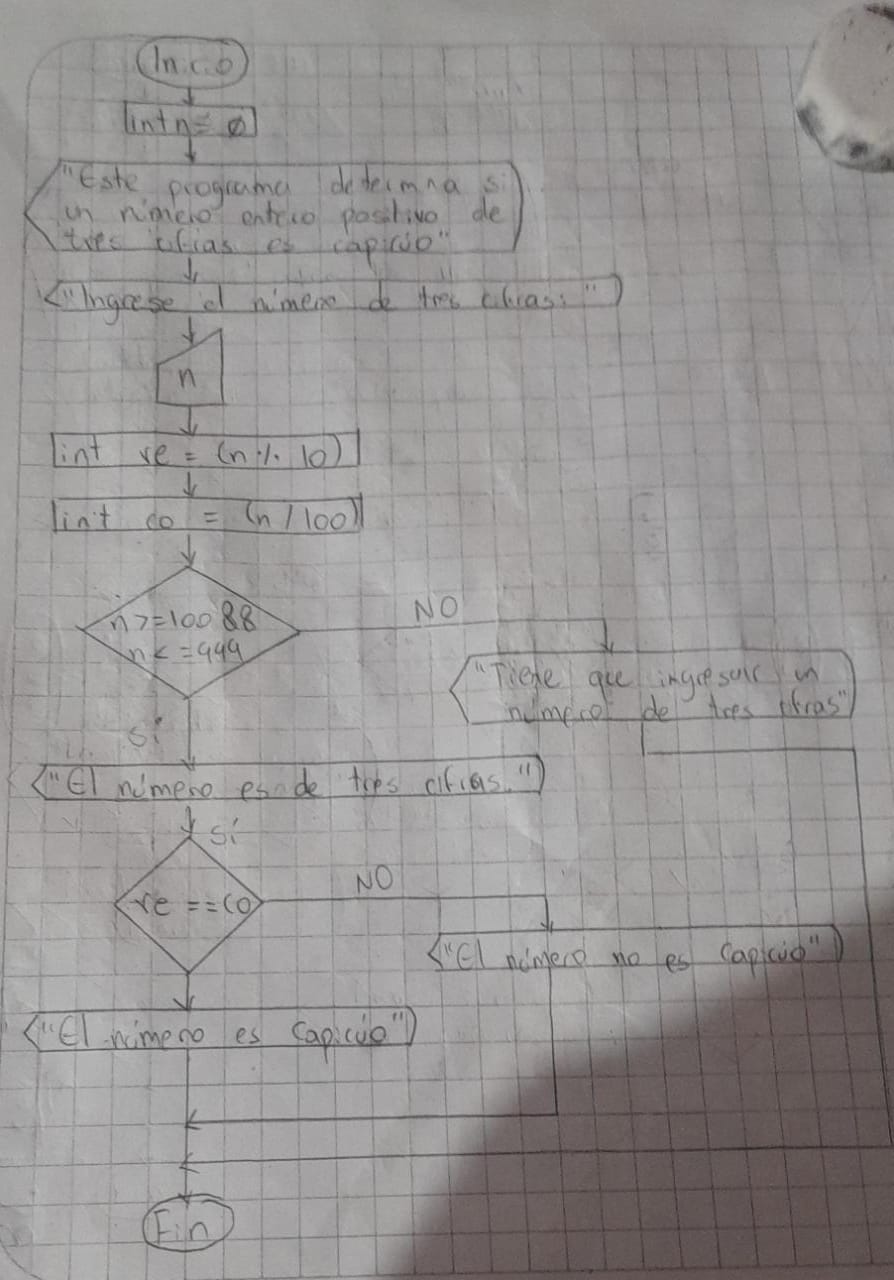 Inicio
int n = 0
"Este programa determina si
un número entero positivo de
tres cifras es capicúo"
"Ingrese el número de tres cifras: "
n
int re = (n % 10)
int co = (n / 100)
n >= 100 &&
n <= 999
NO
"Tiene que ingresar un
número de tres cifras"
sí
"El número es de tres cifras."
sí
re == co
NO
"El número no es capicúo"
"El número es capicúo"
Fin